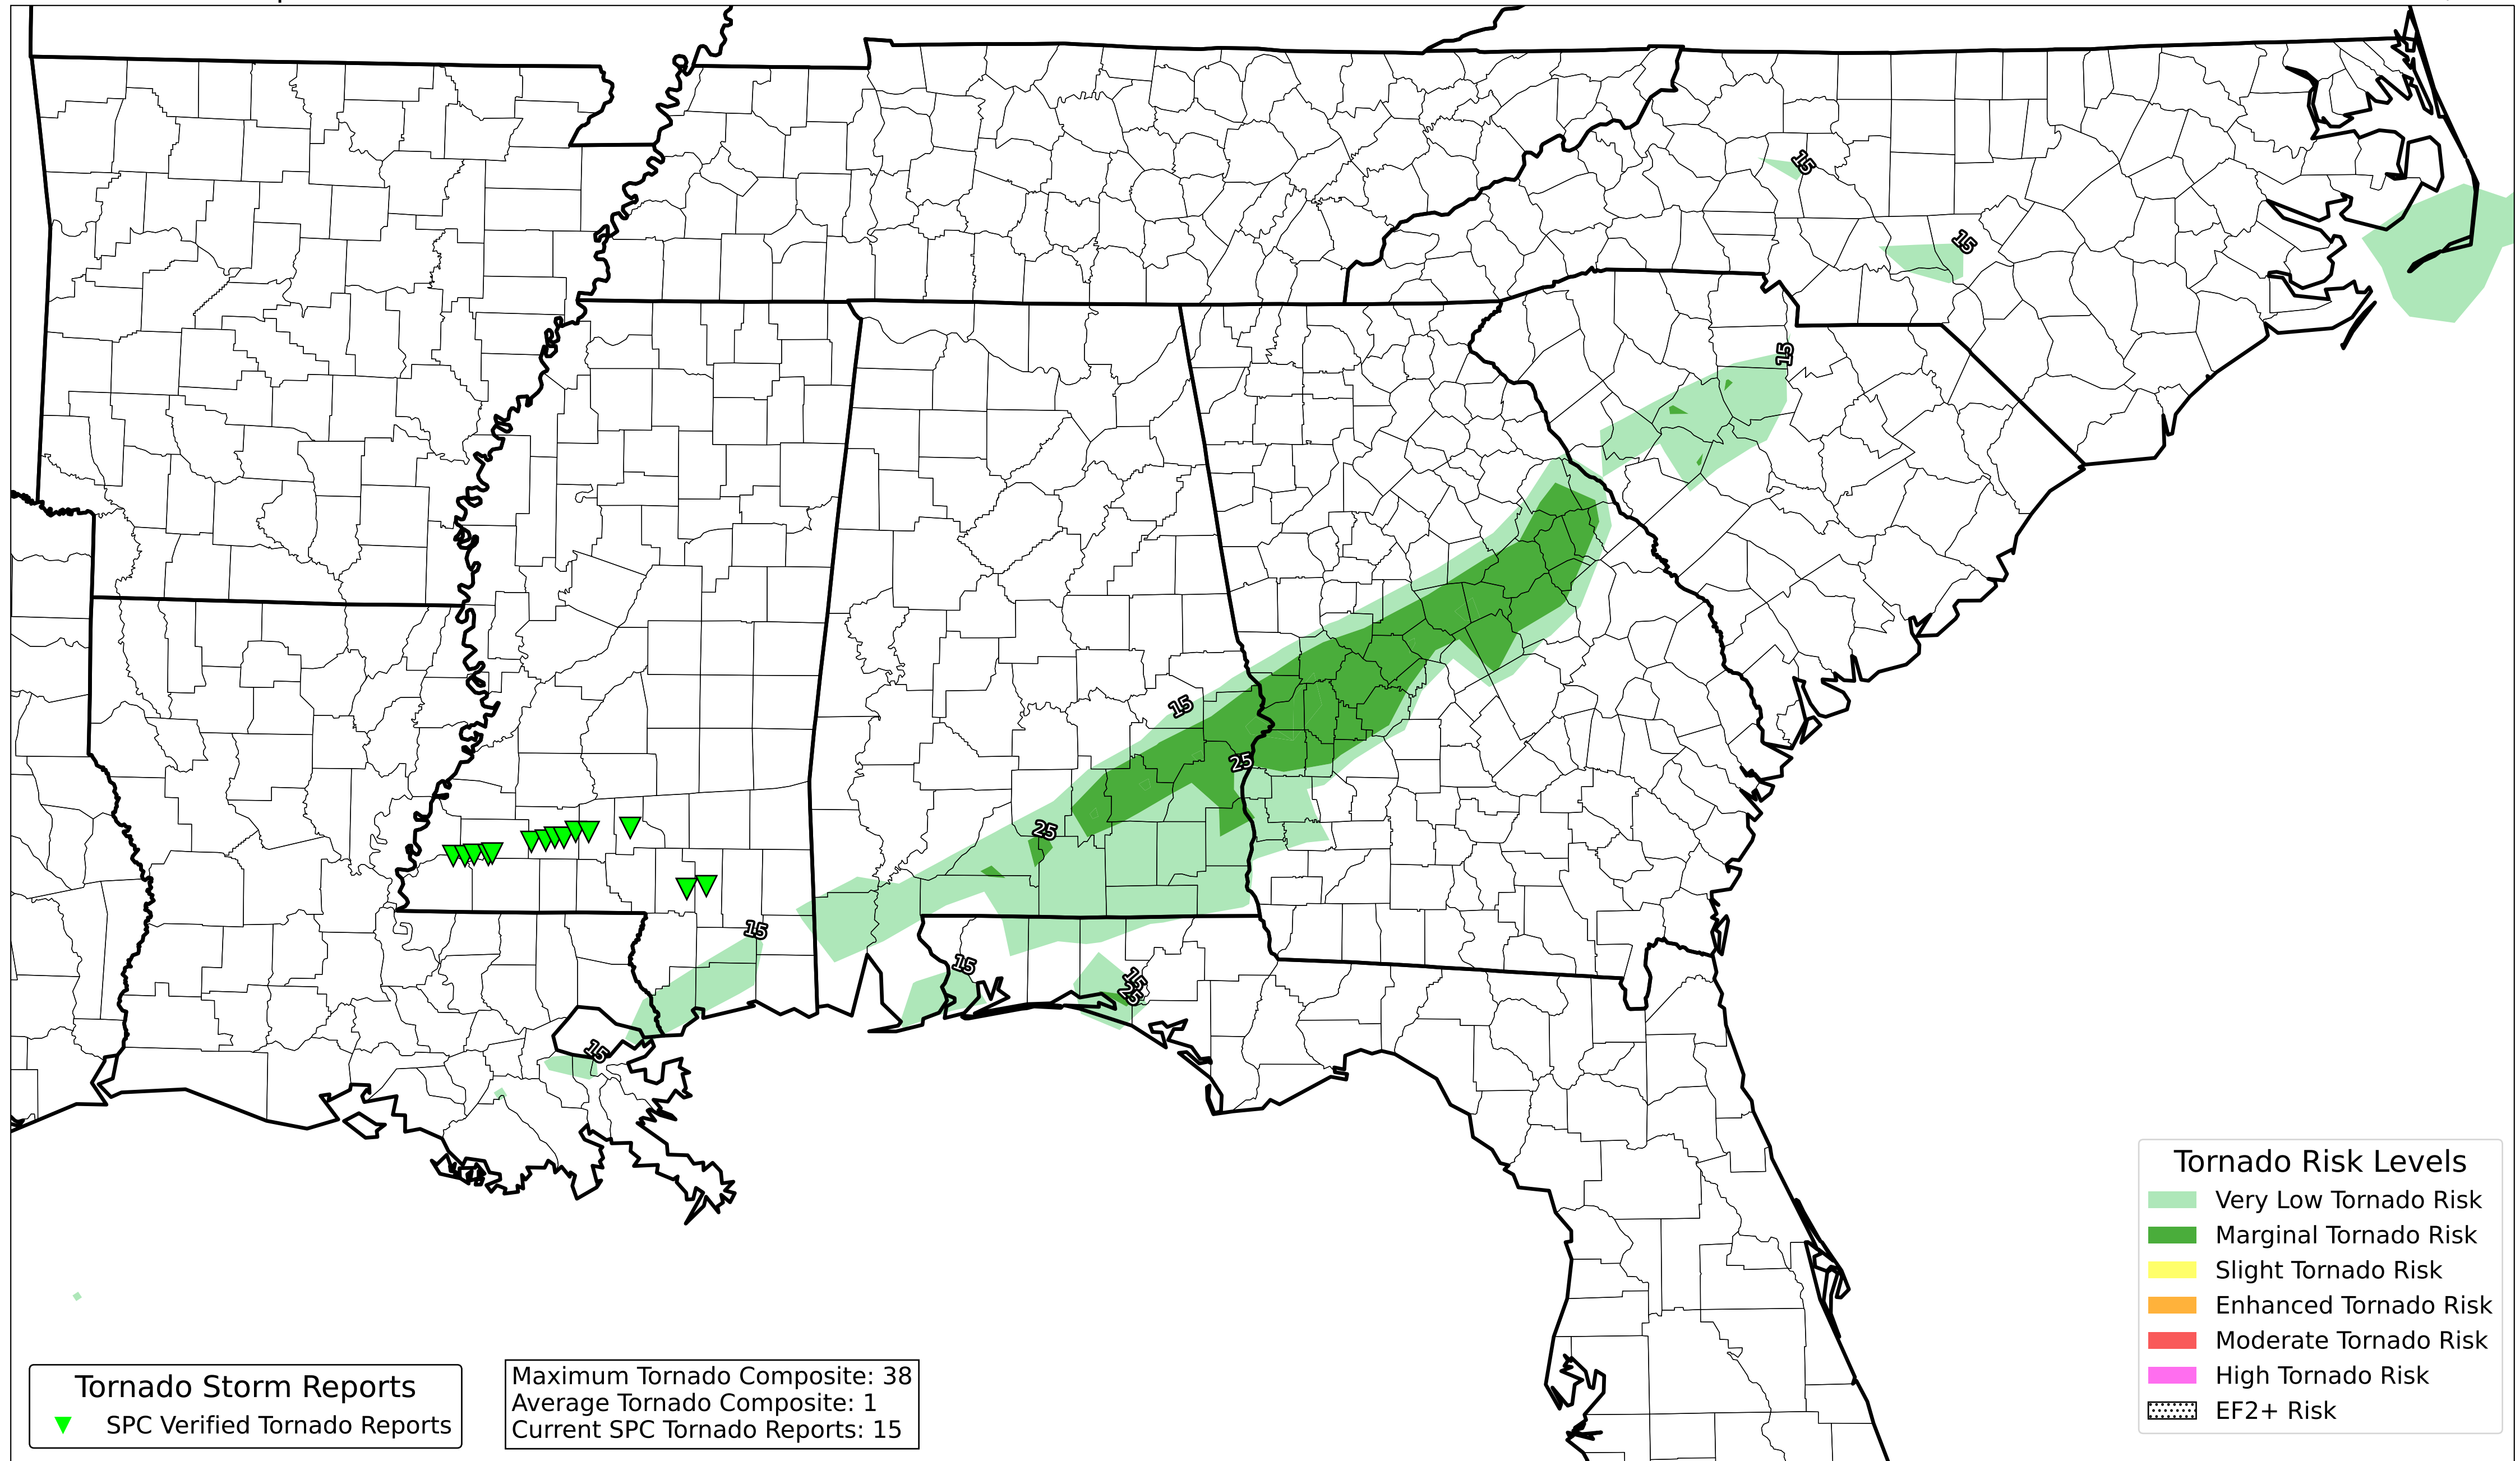 15
15
15
15
25
25
15
15
15
25
15
Tornado Risk Levels
Very Low Tornado Risk
Marginal Tornado Risk
Slight Tornado Risk
Enhanced Tornado Risk
Moderate Tornado Risk
High Tornado Risk
EF2+ Risk
Tornado Storm Reports
SPC Verified Tornado Reports
Maximum Tornado Composite: 38
Average Tornado Composite: 1
Current SPC Tornado Reports: 15